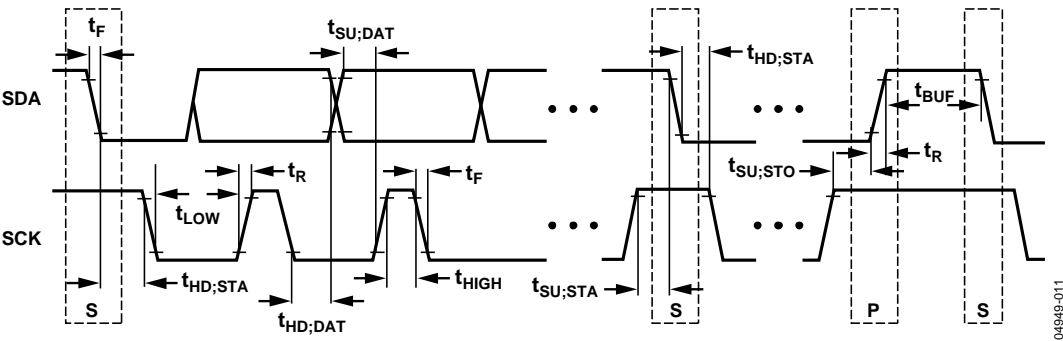 tF
tSU;DAT
tHD;STA
SDA
tBUF
tR
tF
tSU;STO
tR
tLOW
SCK
tHD;STA
tHIGH
tSU;STA
tHD;DAT
S
S
P
S
04949-011